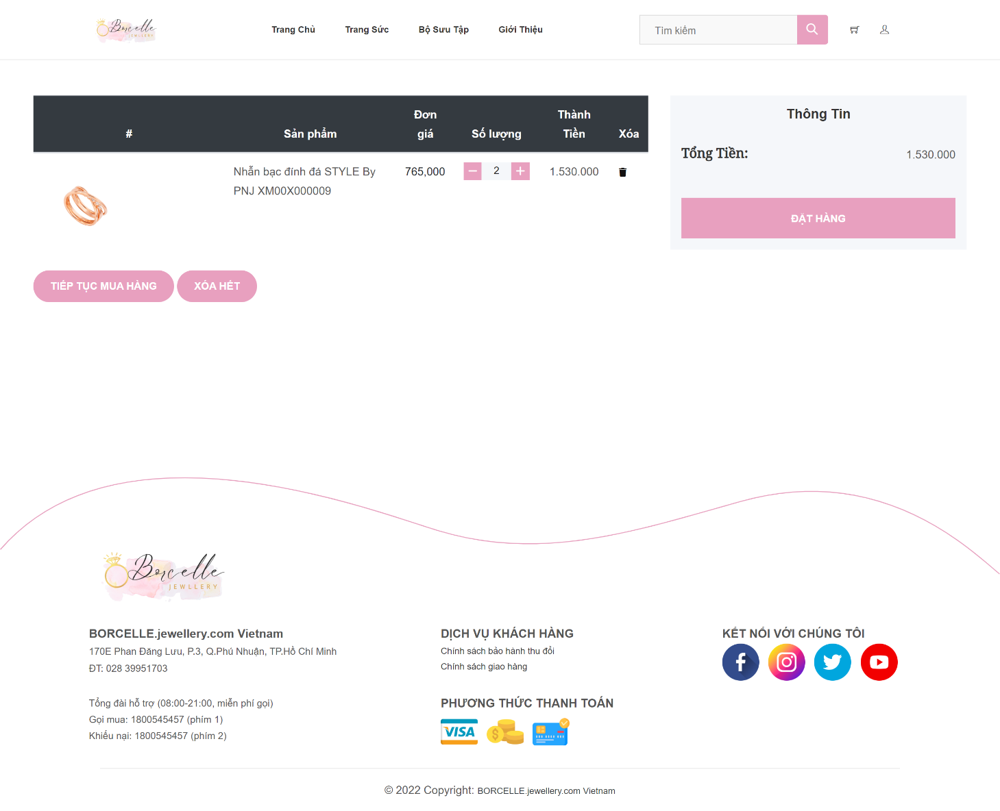 Borcelle
JEWLLERY
Trang Chủ
Trang Sức
Bộ Sưu Tập
Giới Thiệu
Tìm kiếm
#
Sản phẩm
Đơn
giá
Số lượng
Thành
Tiền
Xóa
Nhẫn bạc đính đá STYLE By
PNJ XM00X000009
765,000
2
1.530.000
Thông Tin
Tổng Tiền:
1.530.000
ĐẶT HÀNG
TIẾP TỤC MUA HÀNG
XÓA HẾT
Borcelle
JEWLLERY
BORCELLE.jewellery.com Vietnam
170E Phan Đăng Lưu, P.3, Q.Phú Nhuận, TP.Hồ Chí Minh
ĐT: 028 39951703
Tổng đài hỗ trợ (08:00-21:00, miễn phí gọi)
Gọi mua: 1800545457 (phím 1)
Khiếu nại: 1800545457 (phím 2)
DỊCH VỤ KHÁCH HÀNG
Chính sách bảo hành thu đổi
Chính sách giao hàng
PHƯƠNG THỨC THANH TOÁN
VISA
KẾT NỐI VỚI CHÚNG TÔI
© 2022 Copyright: BORCELLE.jewellery.com Vietnam